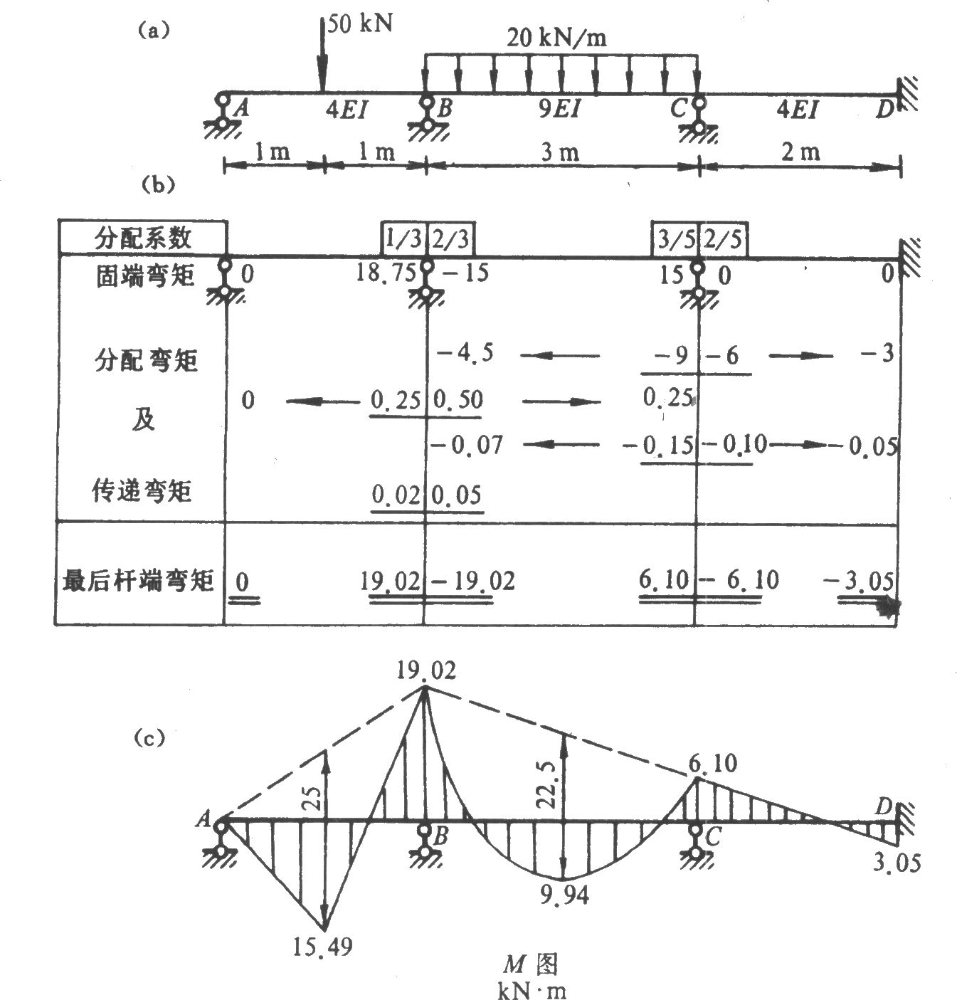 (a)
50 kN
20 kN/m
A 4EI B 9EI C 4EI D
1m 1m 3m 2m
(b)
分配系数 1/3 2/3 3/5 2/5
固端弯矩 0 18.75 -15 15 0 0
分配弯矩 -4.5 -9 -6 -3
0 0.25 0.50 0.25
及
-0.07 -0.15 -0.10 -0.05
传递弯矩 0.02 0.05
最后杆端弯矩 0 19.02 -19.02 6.10 -6.10 -3.05
19.02
(c)
25 22.5 6.10
A B C D
3.05
9.94
15.49
M 图
kN·m